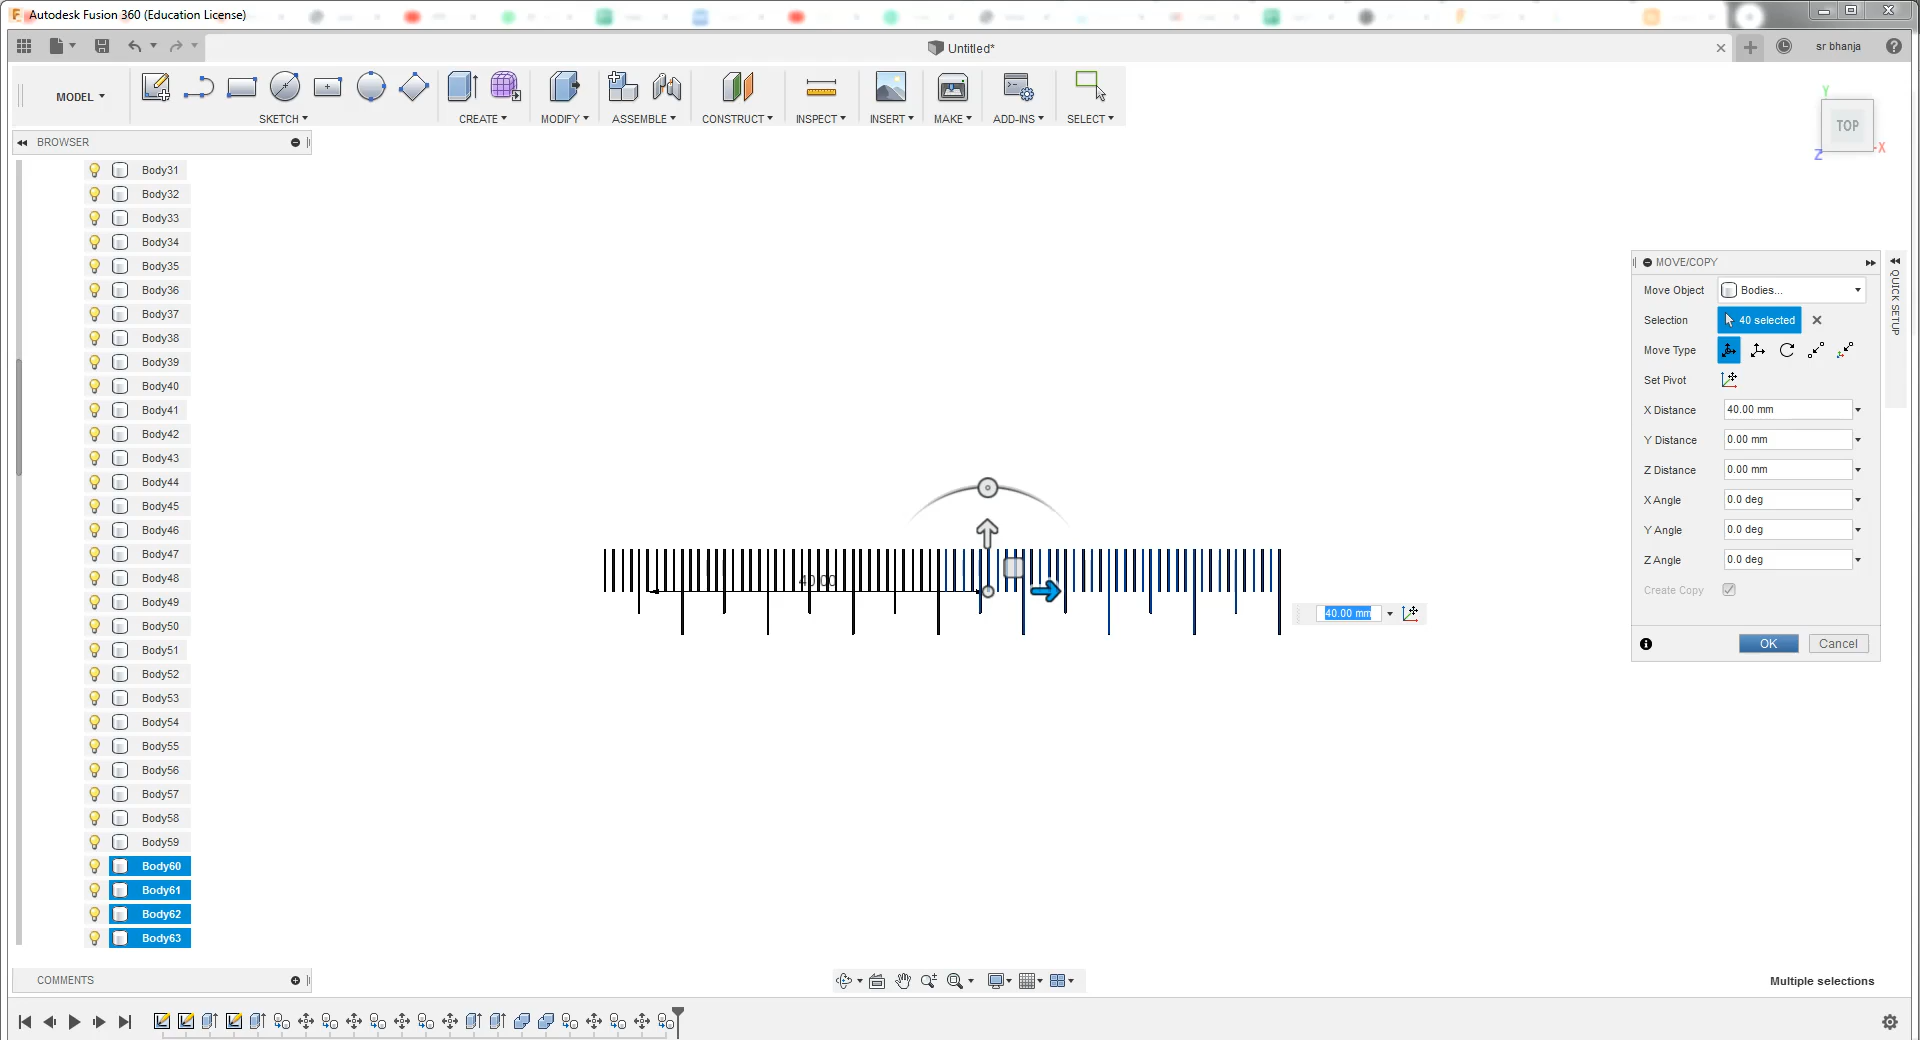 Autodesk Fusion 360 (Education License)
Untitled*
sr bhanja
MODEL
SKETCH
CREATE
MODIFY
ASSEMBLE
CONSTRUCT
INSPECT
INSERT
MAKE
ADD-INS
SELECT
Y
TOP
Z
-X
BROWSER
Body31
Body32
Body33
Body34
Body35
Body36
Body37
Body38
Body39
Body40
Body41
Body42
Body43
Body44
Body45
Body46
Body47
Body48
Body49
Body50
Body51
Body52
Body53
Body54
Body55
Body56
Body57
Body58
Body59
Body60
Body61
Body62
Body63
40.00
40.00 mm
MOVE/COPY
QUICK SETUP
Move Object
Bodies...
Selection
40 selected
Move Type
Set Pivot
X Distance
40.00 mm
Y Distance
0.00 mm
Z Distance
0.00 mm
X Angle
0.0 deg
Y Angle
0.0 deg
Z Angle
0.0 deg
Create Copy
OK
Cancel
COMMENTS
Multiple selections